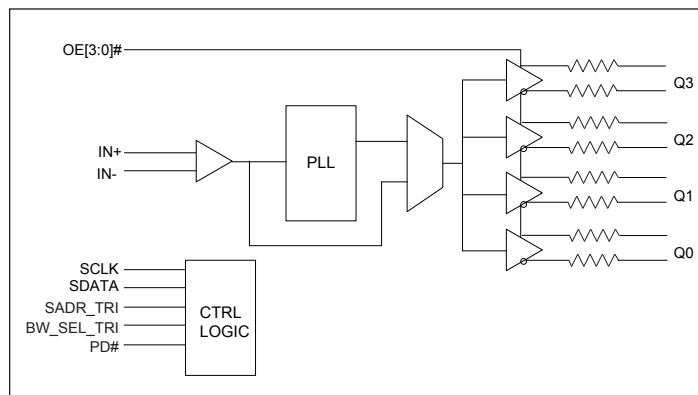 OE[3:0]#
Q3
Q2
IN+
IN-
PLL
Q1
Q0
SCLK
SDATA
SADR_TRI
BW_SEL_TRI
PD#
CTRL
LOGIC